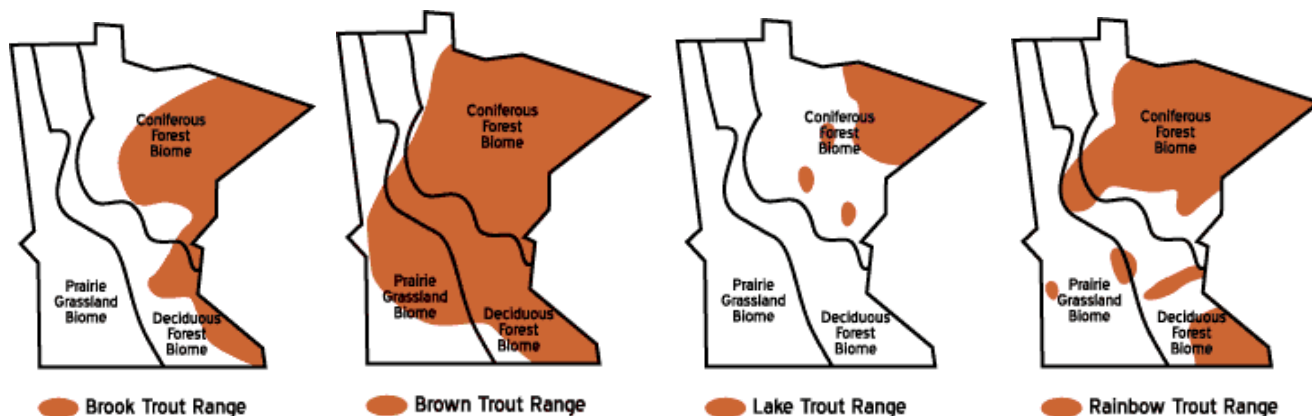 Coniferous
Forest
Biome
Prairie
Grassland
Biome
Deciduous
Forest
Biome
Brook Trout Range
Coniferous
Forest
Biome
Prairie
Grassland
Biome
Deciduous
Forest
Biome
Brown Trout Range
Coniferous
Forest
Biome
Prairie
Grassland
Biome
Deciduous
Forest
Biome
Lake Trout Range
Coniferous
Forest
Biome
Prairie
Grassland
Biome
Deciduous
Forest
Biome
Rainbow Trout Range